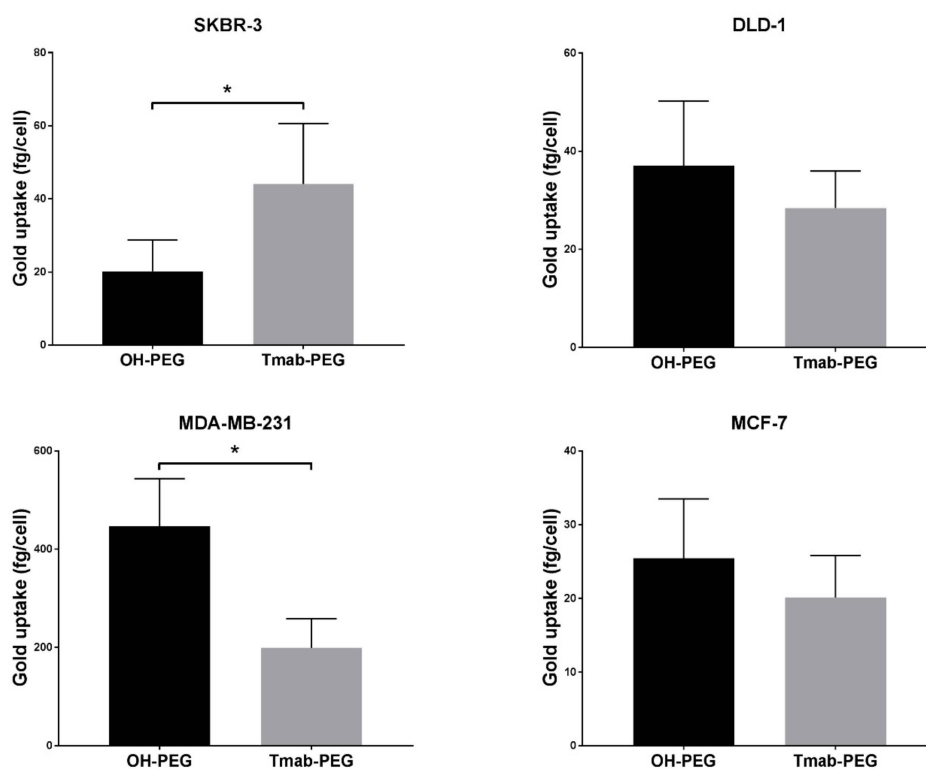 SKBR-3
Gold uptake (fg/cell)
80
60
40
20
0
*
OH-PEG
Tmab-PEG
DLD-1
Gold uptake (fg/cell)
60
40
20
0
OH-PEG
Tmab-PEG
MDA-MB-231
Gold uptake (fg/cell)
600
400
200
0
*
OH-PEG
Tmab-PEG
MCF-7
Gold uptake (fg/cell)
40
30
20
10
0
OH-PEG
Tmab-PEG